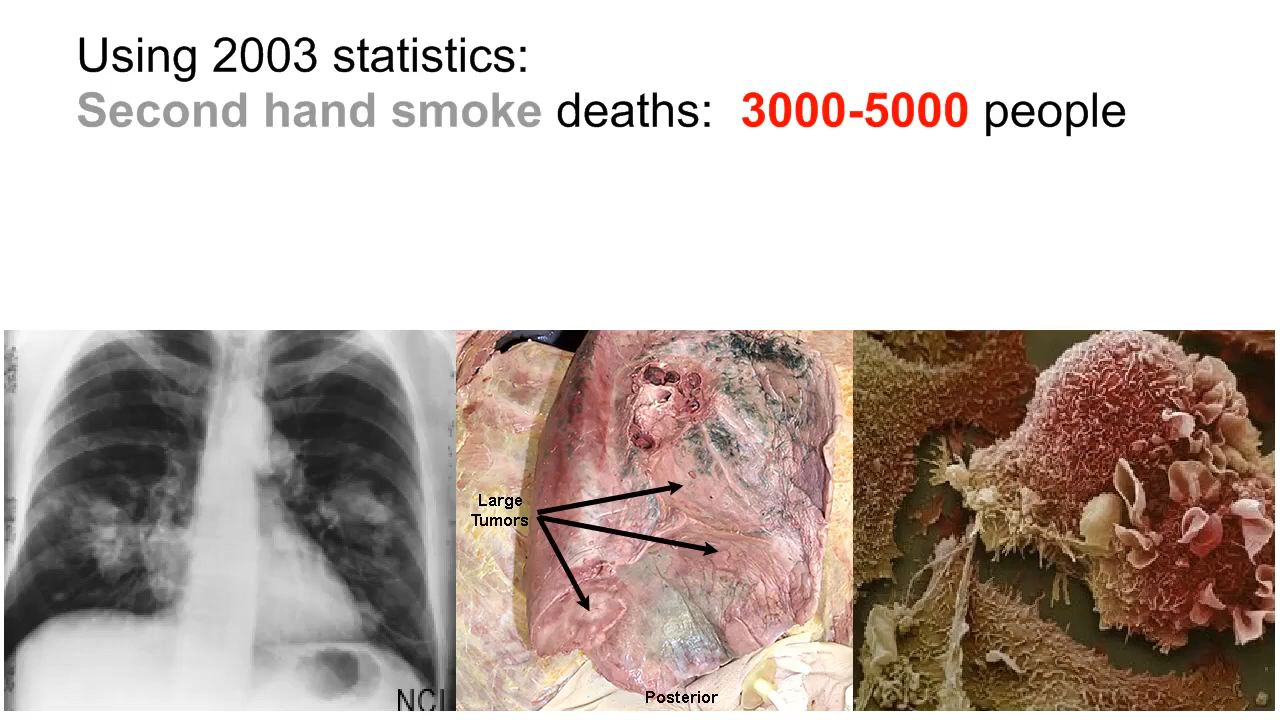 Using 2003 statistics:
Second hand smoke deaths: 3000-5000 people
Large
Tumors
Posterior
NCI